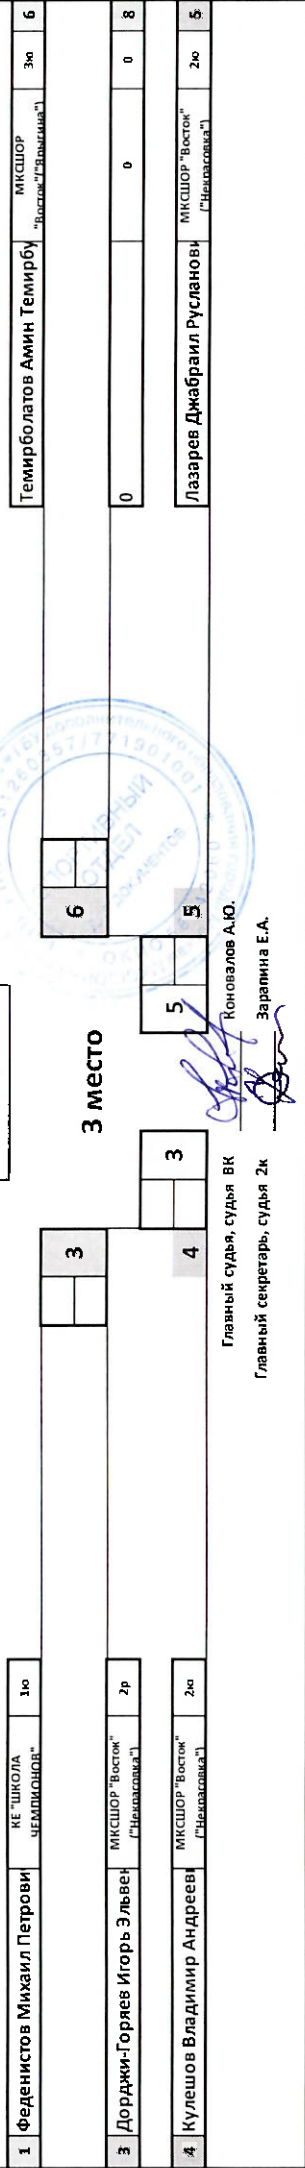 1 Феденистов Михаил Петрови КЕ "ШКОЛА ЧЕМПИОНОВ" 1ю
3 Дорджи-Горяев Игорь Эльвен МКСШОР "Восток" ("Некрасовка") 2р
4 Кулешов Владимир Андрееви МКСШОР "Восток" ("Некрасовка") 2ю
3
4
3
3 место
5
6
5
Темирболатов Амин Темирбу МКСШОР "Восток"("Ярыгина") 3ю 6
0 0 0 8
Лазарев Джабраил Русланови МКСШОР "Восток" ("Некрасовка") 2ю 5
Главный судья, судья ВК Коновалов А.Ю.
Главный секретарь, судья 2к Зарапина Е.А.